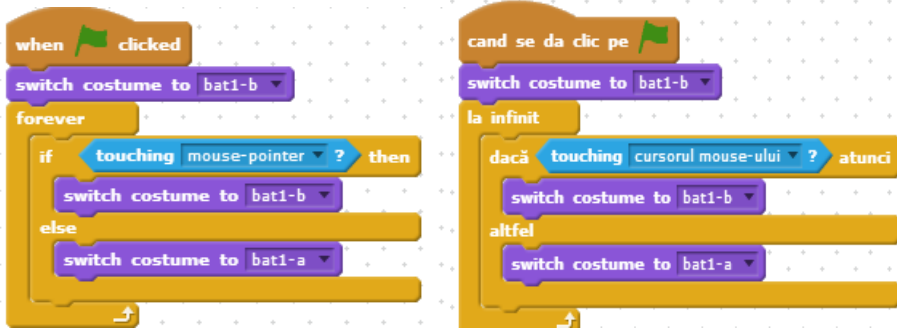 when clicked
switch costume to bat1-b
forever
if touching mouse-pointer ? then
switch costume to bat1-b
else
switch costume to bat1-a
cand se da clic pe
switch costume to bat1-b
la infinit
dacă touching cursorul mouse-ului ? atunci
switch costume to bat1-b
altfel
switch costume to bat1-a